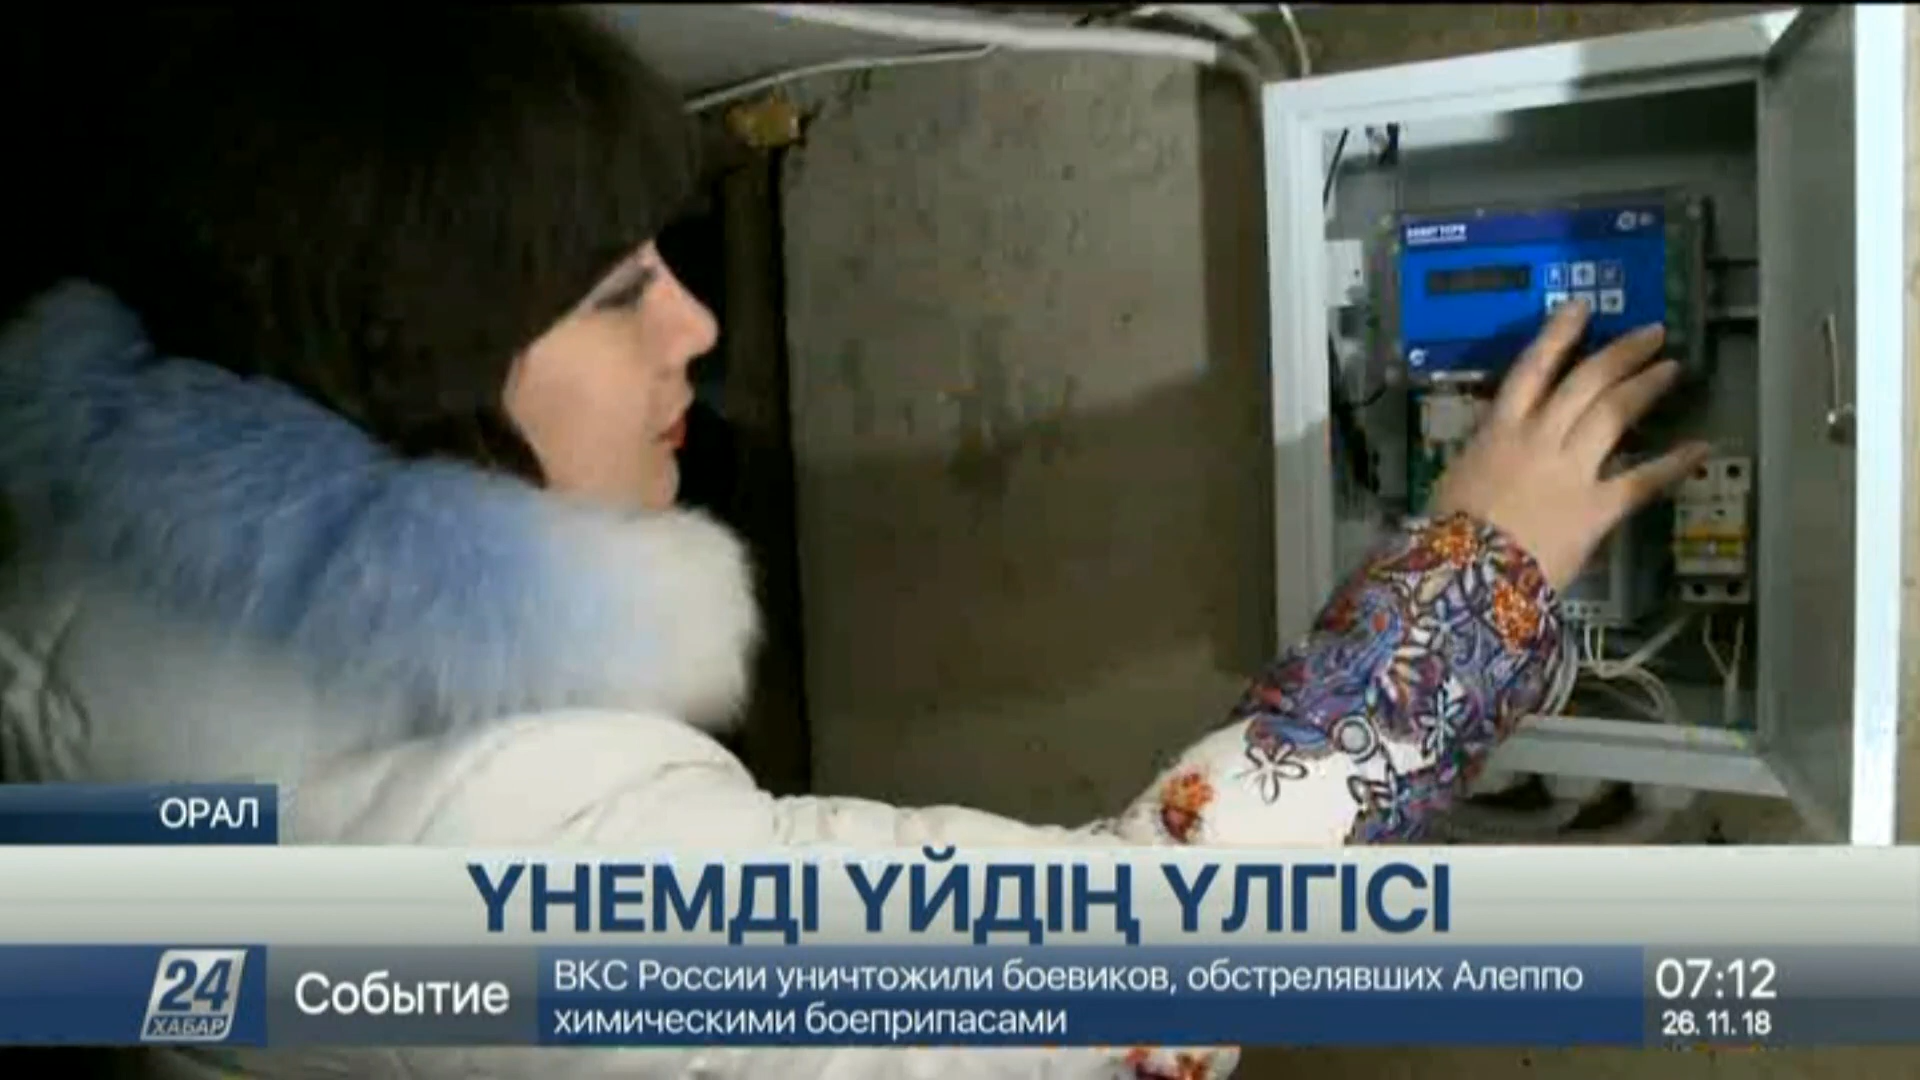 ОРАЛ
ҮНЕМДІ ҮЙДІҢ ҮЛГІСІ
24
ХАБАР
Событие
ВКС России уничтожили боевиков, обстрелявших Алеппо
химическими боеприпасами
07:12
26.11.18